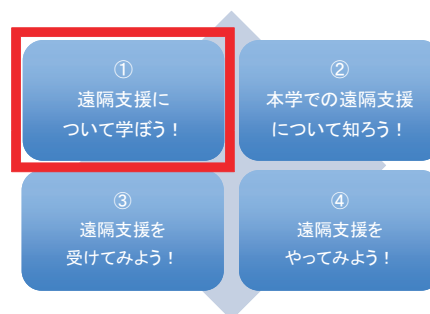 ①
遠隔支援に
ついて学ぼう！
②
本学での遠隔支援
について知ろう！
③
遠隔支援を
受けてみよう！
④
遠隔支援を
やってみよう！